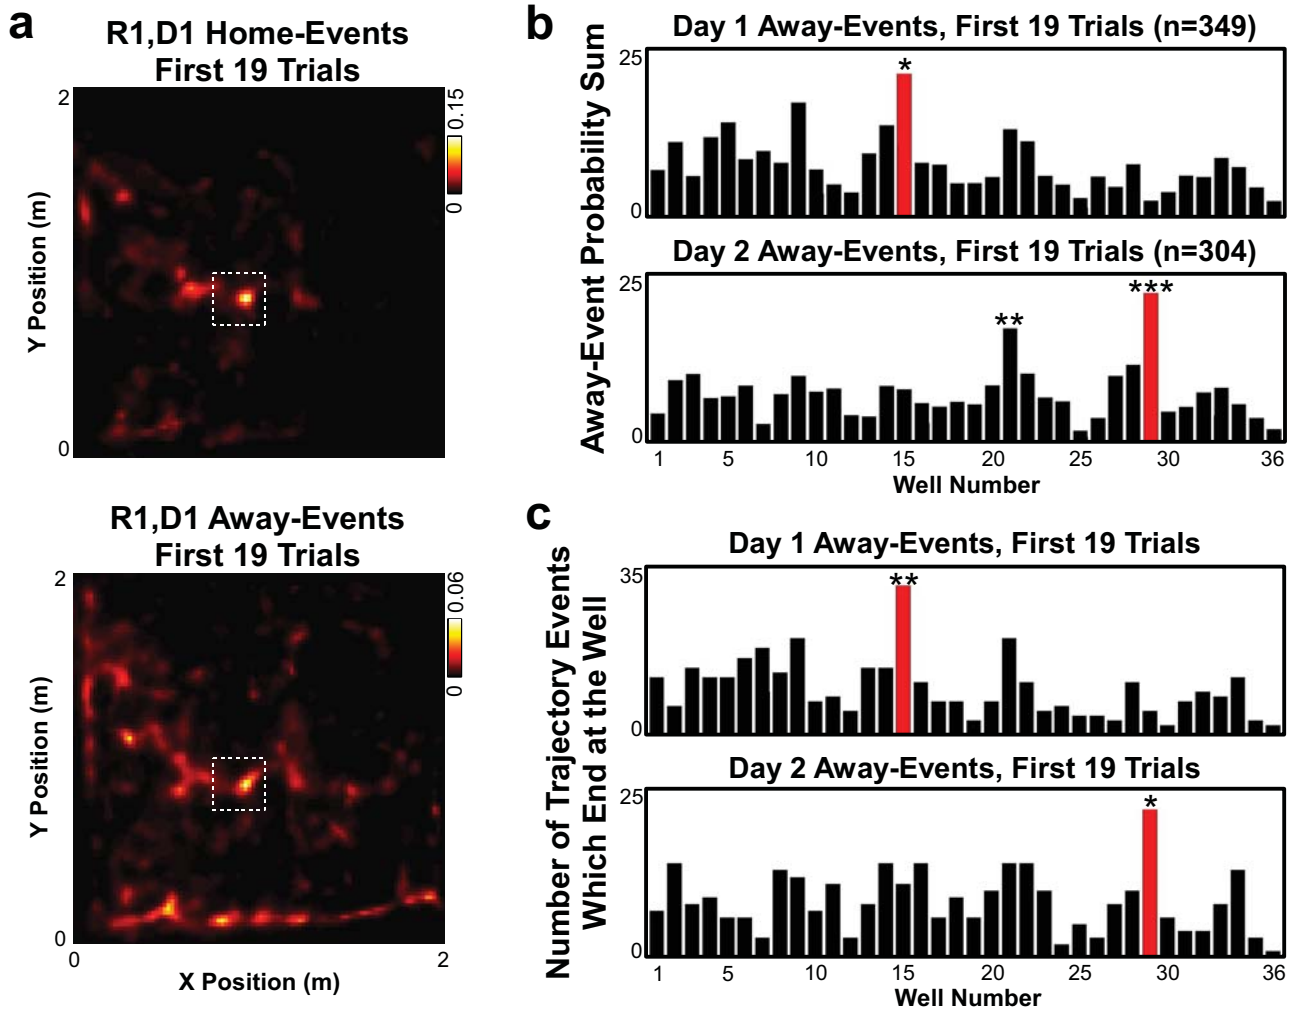 a
R1,D1 Home-Events
First 19 Trials
2
0.15
0
Y Position (m)
0
R1,D1 Away-Events
First 19 Trials
2
0.06
0
Y Position (m)
0
0
2
X Position (m)
b
Day 1 Away-Events, First 19 Trials (n=349)
Away-Event Probability Sum
25
*
0
Day 2 Away-Events, First 19 Trials (n=304)
25
**
***
0
1 5 10 15 20 25 30 36
Well Number
c
Day 1 Away-Events, First 19 Trials
Number of Trajectory Events
Which End at the Well
35
**
0
Day 2 Away-Events, First 19 Trials
25
*
0
1 5 10 15 20 25 30 36
Well Number